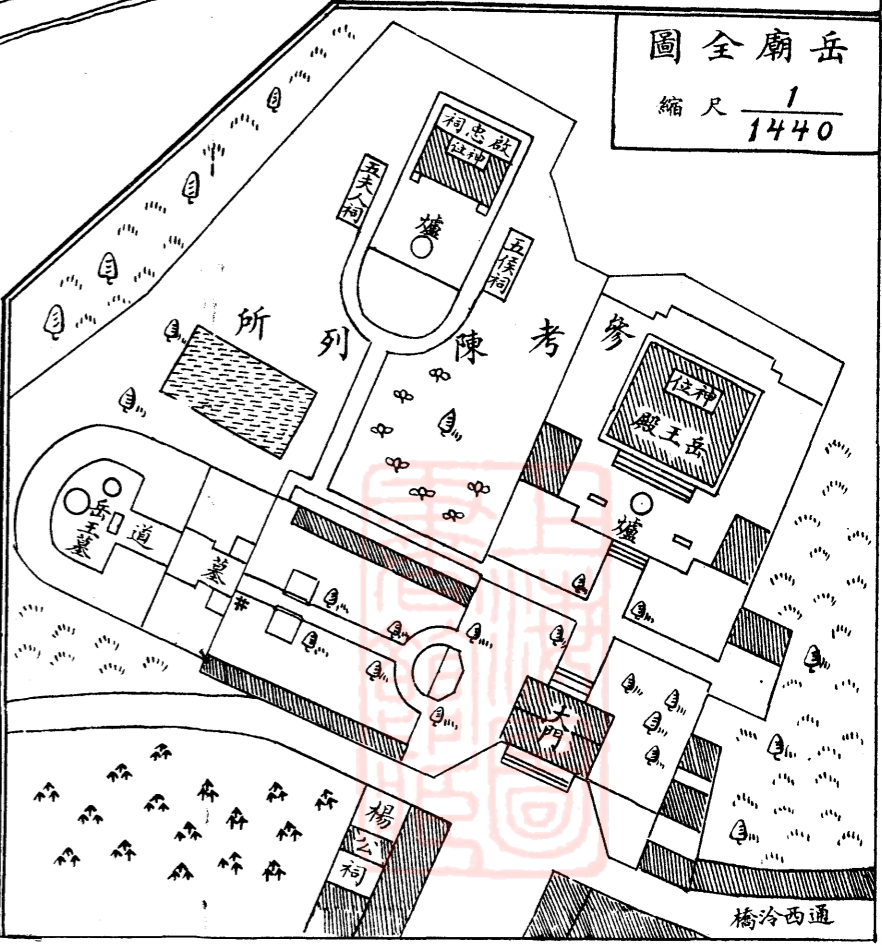 岳廟全圖
縮尺 1/1440
啟忠祠
神位
五夫人祠
爐
五侯祠
參考陳列所
神位
岳王殿
爐
岳王墓
墓道
大門
楊公祠
通西泠橋